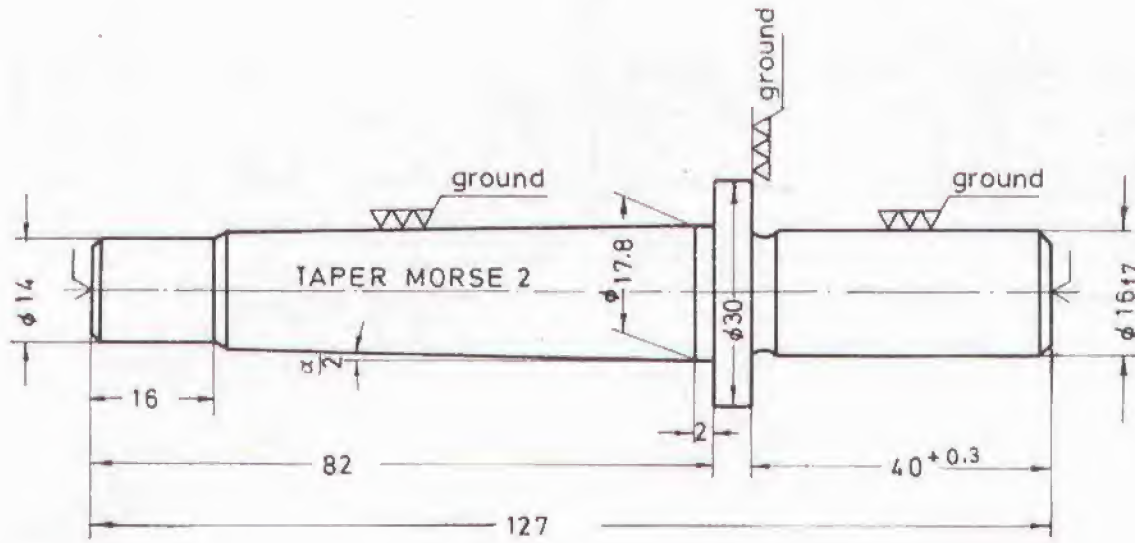 ground
ground
ground
TAPER MORSE 2
φ14
φ17.8
φ30
φ16f7
α/2
16
2
82
40+0.3
127